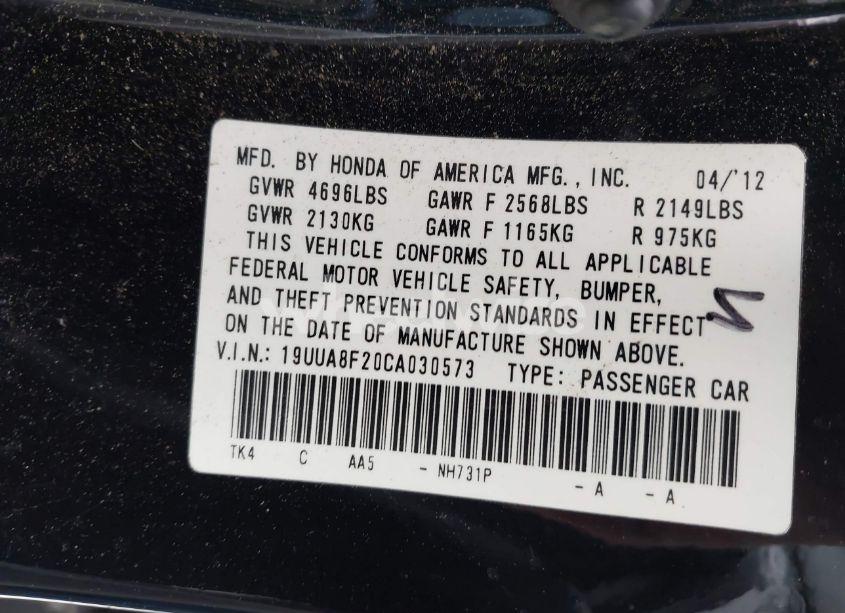 MFD. BY HONDA OF AMERICA MFG., INC. 04/'12
GVWR 4696LBS GAWR F 2568LBS R 2149LBS
GVWR 2130KG GAWR F 1165KG R 975KG
THIS VEHICLE CONFORMS TO ALL APPLICABLE
FEDERAL MOTOR VEHICLE SAFETY, BUMPER,
AND THEFT PREVENTION STANDARDS IN EFFECT
ON THE DATE OF MANUFACTURE SHOWN ABOVE.
V.I.N.: 19UUA8F20CA030573 TYPE: PASSENGER CAR
TK4 C AA5 - NH731P - A - A